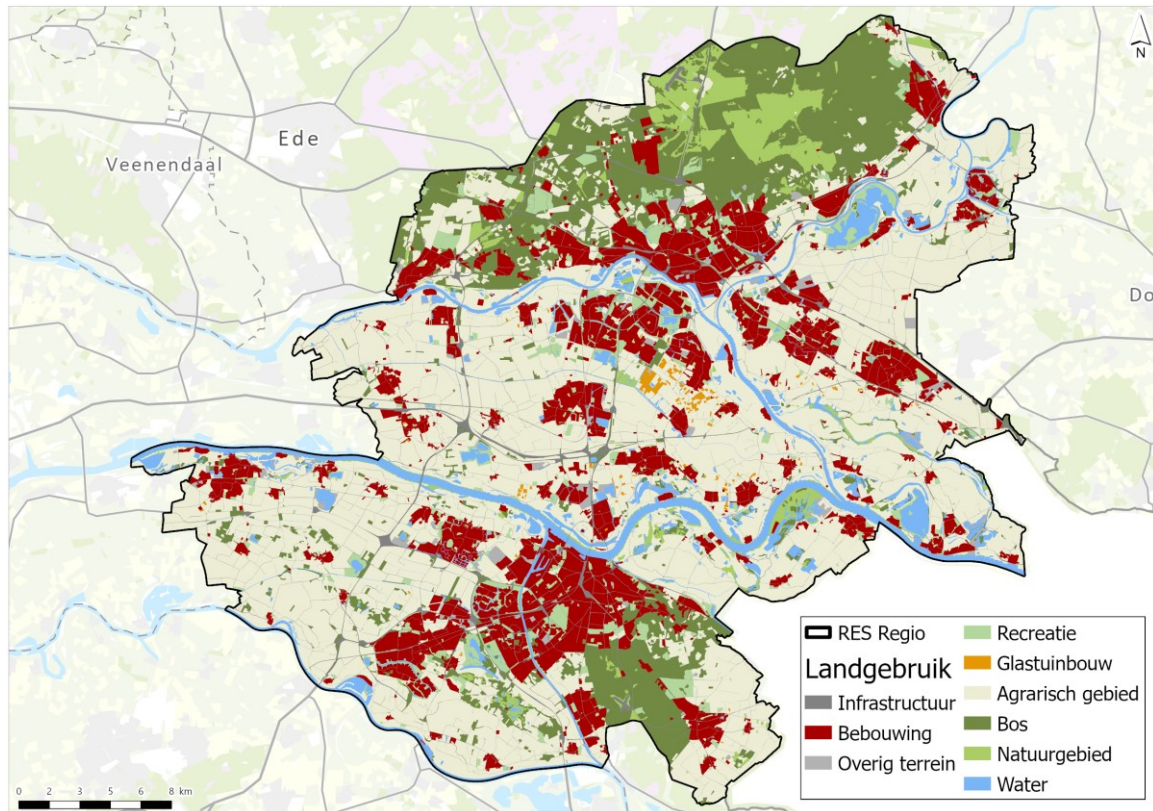 N
Ede
Veenendaal
Do
RES Regio
Landgebruik
Infrastructuur
Bebouwing
Overig terrein
Recreatie
Glastuinbouw
Agrarisch gebied
Bos
Natuurgebied
Water
0 2 3 5 6 8 km